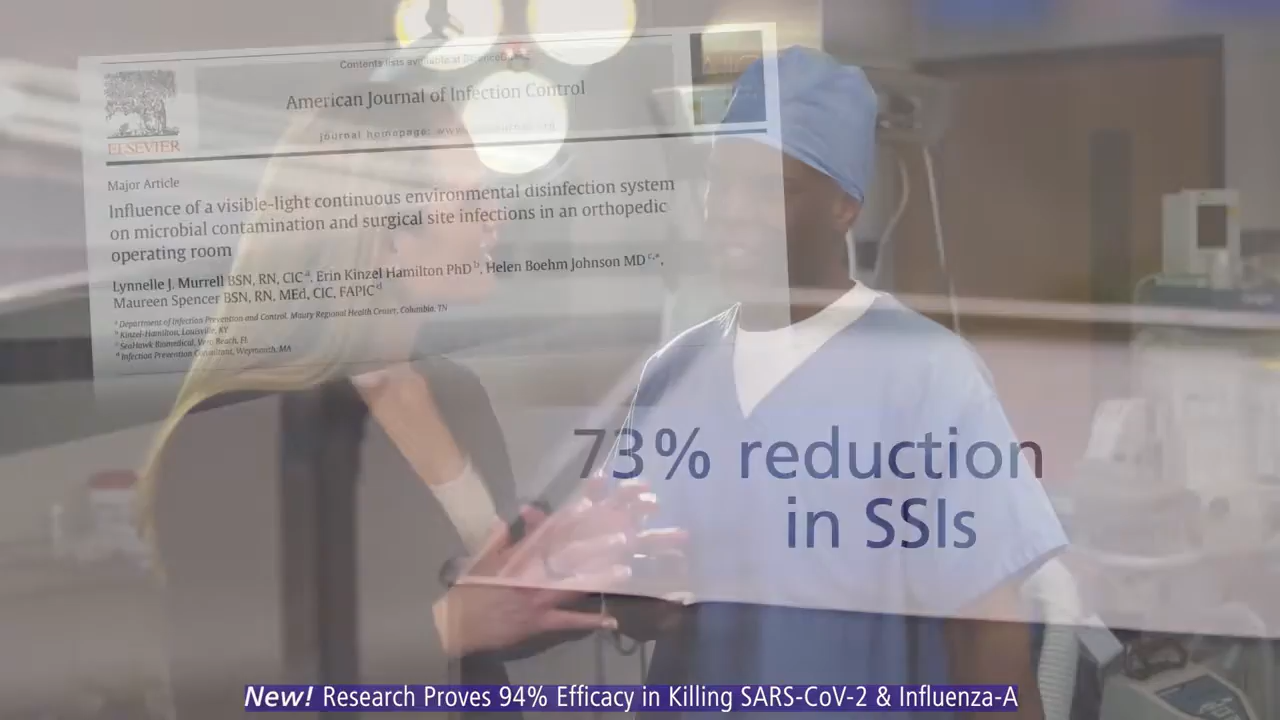 Contents lists available at
American Journal of Infection Control
journal homepage: www.
ELSEVIER
Major Article
Influence of a visible-light continuous environmental disinfection system
on microbial contamination and surgical site infections in an orthopedic
operating room
Lynnelle J. Murrell BSN, RN, CIC a, Erin Kinzel Hamilton PhD b, Helen Boehm Johnson MD c,*,
Maureen Spencer BSN, RN, MEd, CIC, FAPIC d
a Department of Infection Prevention and Control. Maury Regional Health Center, Columbia, TN
b Kinzel-Hamilton, Louisville, KY
c SeaHawk Biomedical, Vero Beach, FL
d Infection Prevention Consultant, Weymouth, MA
73% reduction
in SSIs
New! Research Proves 94% Efficacy in Killing SARS-CoV-2 & Influenza-A